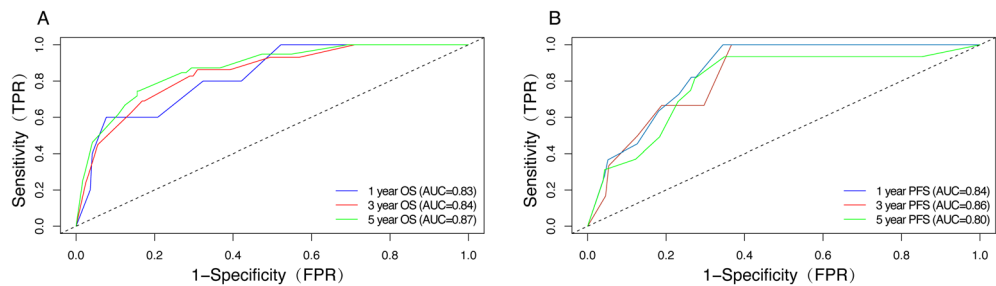 A
Sensitivity（TPR）
1.0
0.8
0.6
0.4
0.2
0.0
1 year OS (AUC=0.83)
3 year OS (AUC=0.84)
5 year OS (AUC=0.87)
0.0 0.2 0.4 0.6 0.8 1.0
1−Specificity（FPR）
B
Sensitivity（TPR）
1.0
0.8
0.6
0.4
0.2
0.0
1 year PFS (AUC=0.84)
3 year PFS (AUC=0.86)
5 year PFS (AUC=0.80)
0.0 0.2 0.4 0.6 0.8 1.0
1−Specificity（FPR）